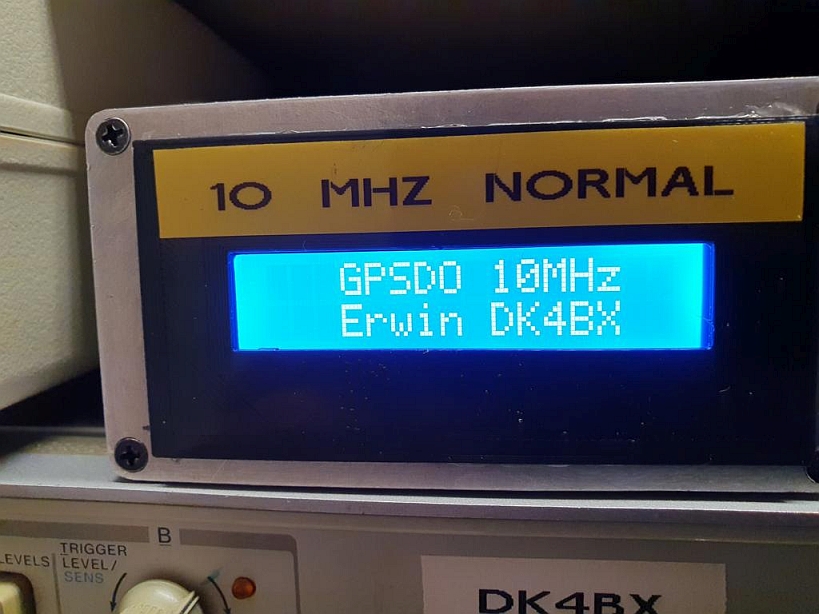 10 MHZ NORMAL
GPSDO 10MHz
Erwin DK4BX
B
LEVELS
TRIGGER
LEVEL/
SENS
DK4BX